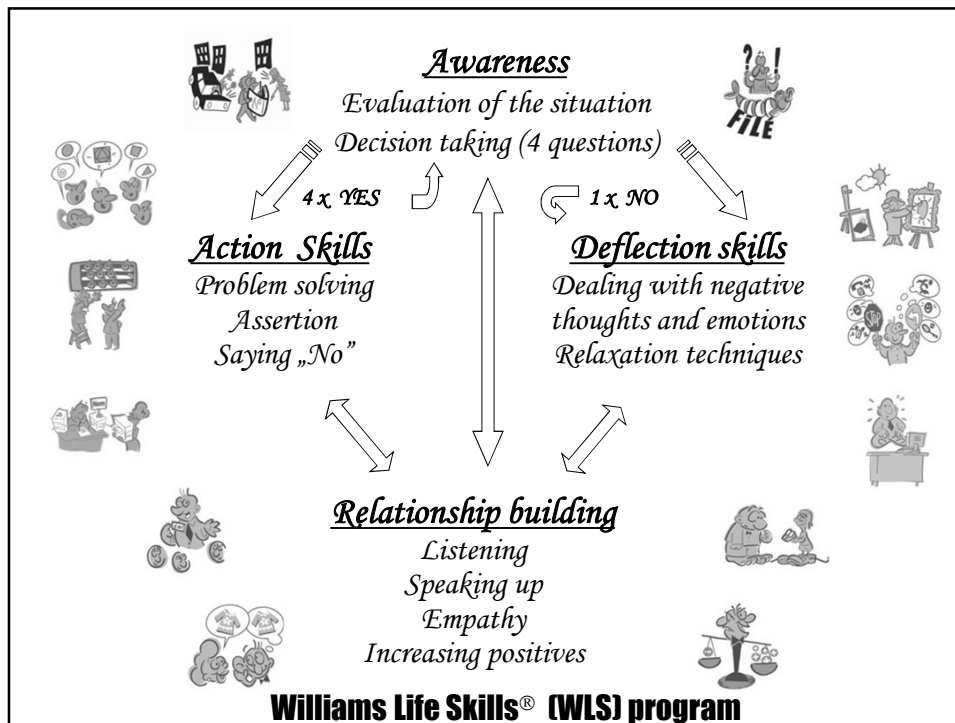 Awareness
Evaluation of the situation
Decision taking (4 questions)
4 x YES
1 x NO
Action Skills
Problem solving
Assertion
Saying „No”
Deflection skills
Dealing with negative
thoughts and emotions
Relaxation techniques
Relationship building
Listening
Speaking up
Empathy
Increasing positives
Williams Life Skills® (WLS) program
? !
FiLÉ